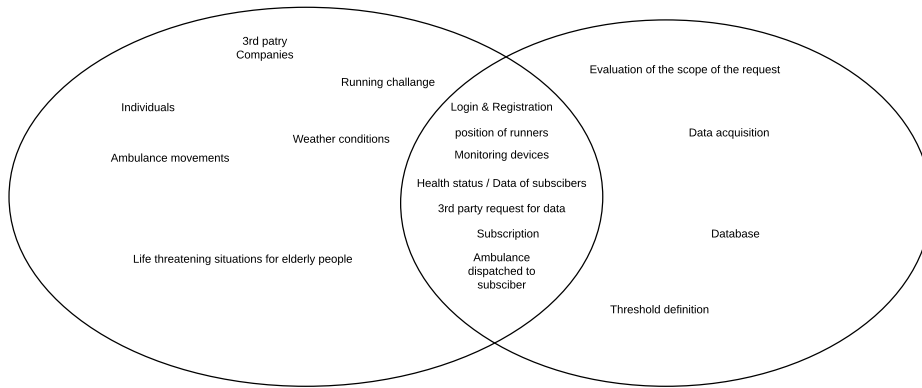 3rd patry
Companies
Running challange
Individuals
Weather conditions
Ambulance movements
Life threatening situations for elderly people
Login & Registration
position of runners
Monitoring devices
Health status / Data of subscibers
3rd party request for data
Subscription
Ambulance
dispatched to
subsciber
Evaluation of the scope of the request
Data acquisition
Database
Threshold definition